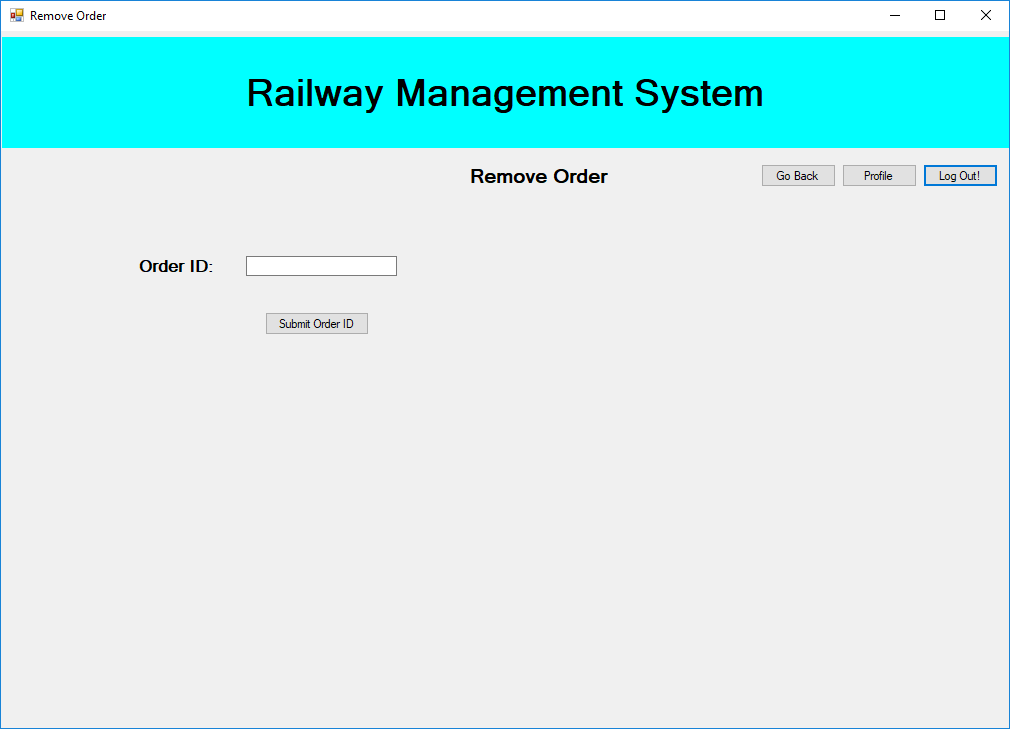 Remove Order
Railway Management System
Remove Order
Go Back
Profile
Log Out!
Order ID:
Submit Order ID